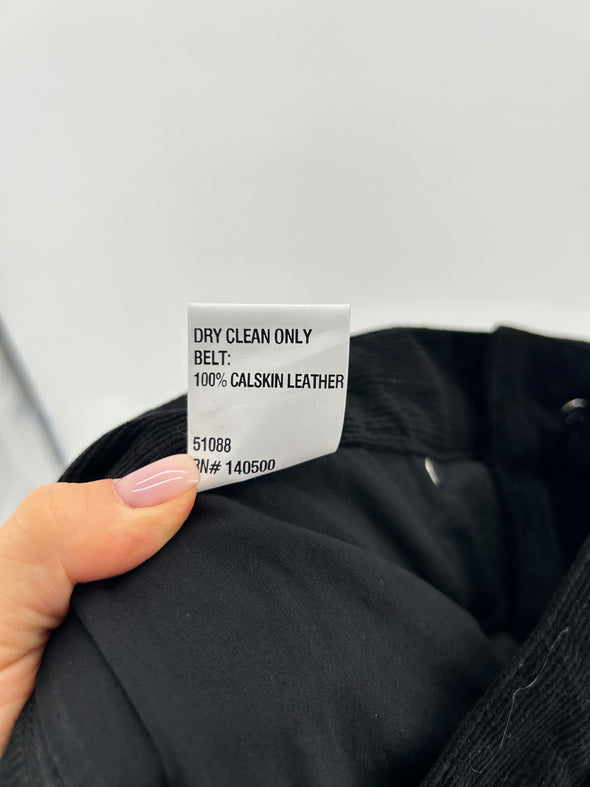 DRY CLEAN ONLY
BELT:
100% CALSKIN LEATHER
51088
RN# 140500